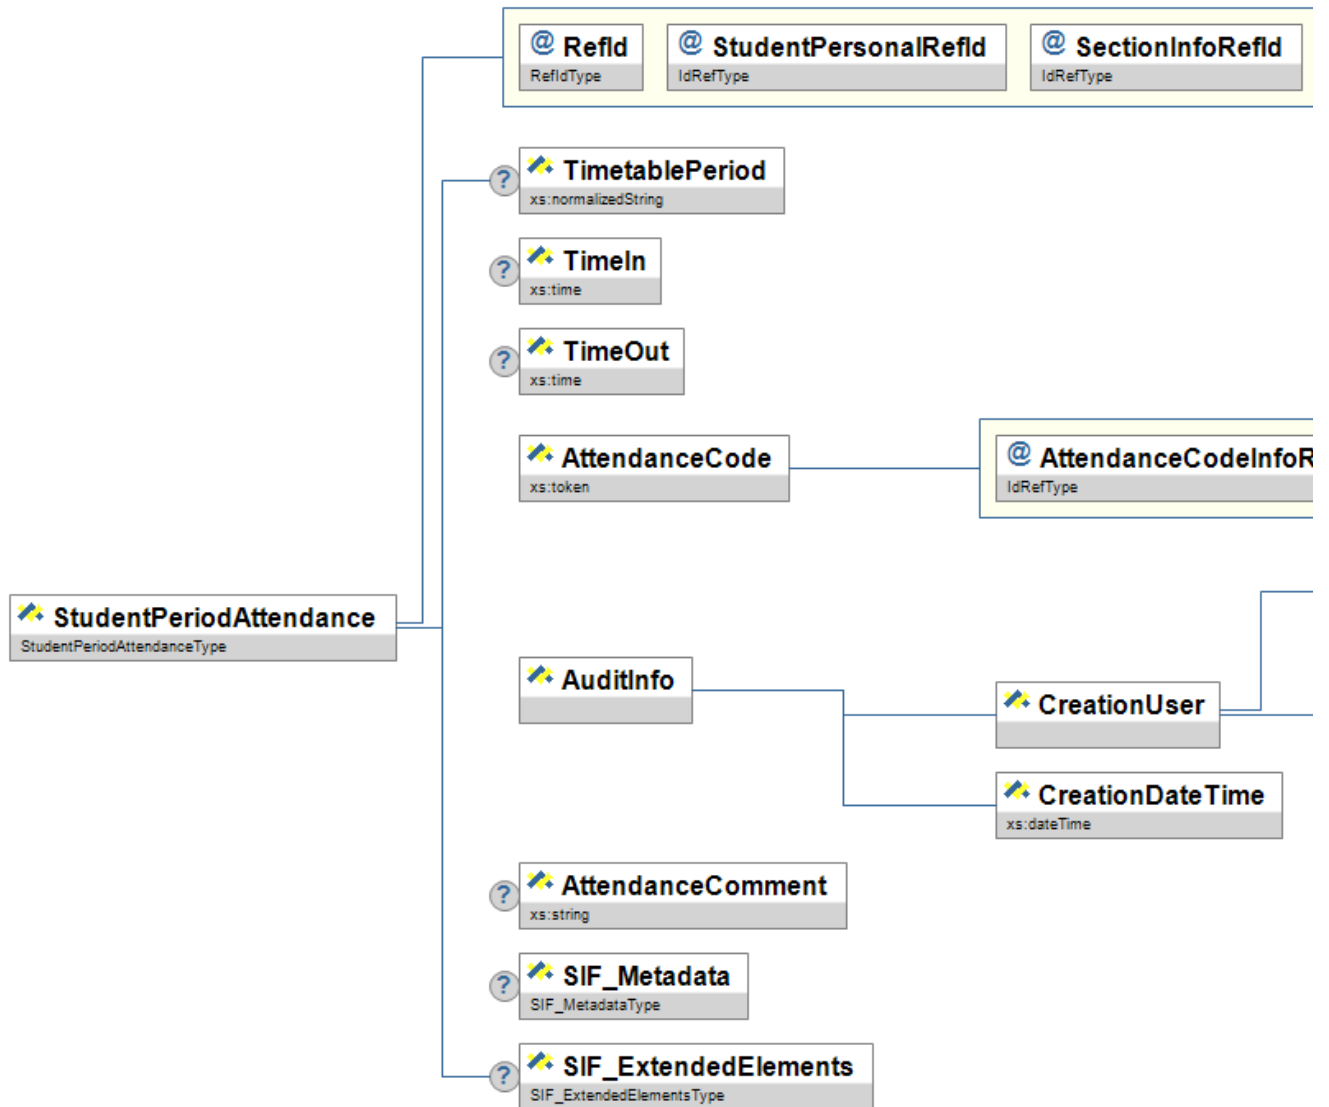 @ RefId
RefIdType
@ StudentPersonalRefId
IdRefType
@ SectionInfoRefId
IdRefType
? TimetablePeriod
xs:normalizedString
? TimeIn
xs:time
? TimeOut
xs:time
AttendanceCode
xs:token
@ AttendanceCodeInfoR
IdRefType
StudentPeriodAttendance
StudentPeriodAttendanceType
AuditInfo
CreationUser
CreationDateTime
xs:dateTime
? AttendanceComment
xs:string
? SIF_Metadata
SIF_MetadataType
? SIF_ExtendedElements
SIF_ExtendedElementsType